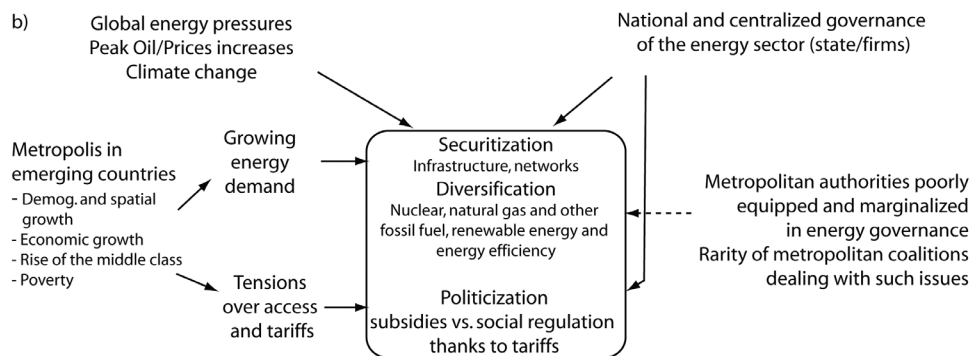 b)
Global energy pressures
Peak Oil/Prices increases
Climate change
National and centralized governance
of the energy sector (state/firms)
Metropolis in
emerging countries
- Demog. and spatial
growth
- Economic growth
- Rise of the middle class
- Poverty
Growing
energy
demand
Tensions
over access
and tariffs
Securitization
Infrastructure, networks
Diversification
Nuclear, natural gas and other
fossil fuel, renewable energy and
energy efficiency
Politicization
subsidies vs. social regulation
thanks to tariffs
Metropolitan authorities poorly
equipped and marginalized
in energy governance
Rarity of metropolitan coalitions
dealing with such issues